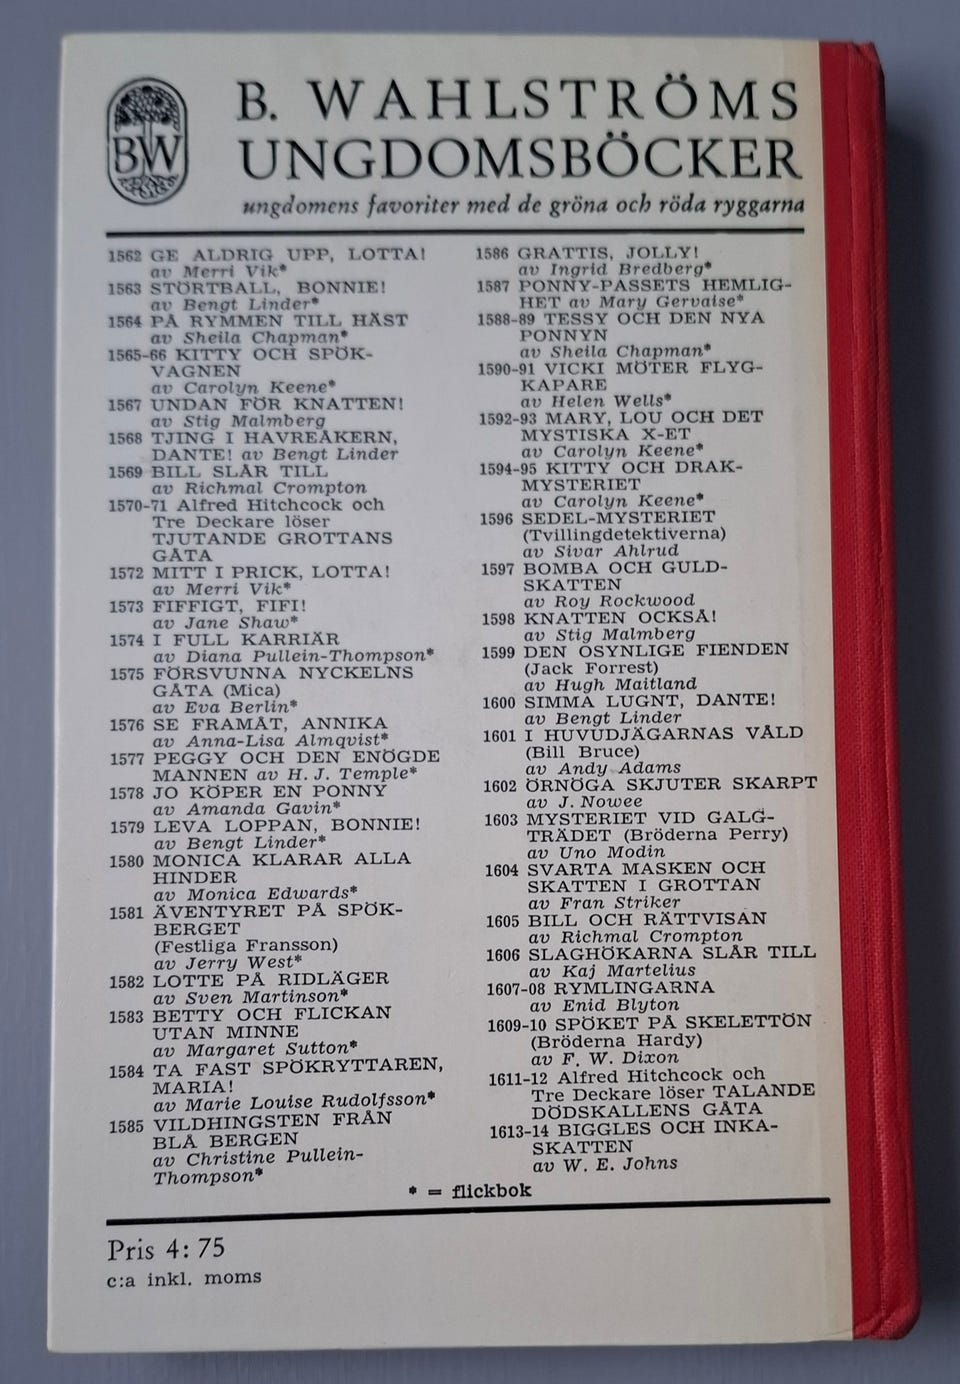 BW
B. WAHLSTRÖMS
UNGDOMSBÖCKER
ungdomens favoriter med de gröna och röda ryggarna
1562 GE ALDRIG UPP, LOTTA!
av Merri Vik*
1563 STÖRTBALL, BONNIE!
av Bengt Linder*
1564 PÅ RYMMEN TILL HÄST
av Sheila Chapman*
1565-66 KITTY OCH SPÖK-
VAGNEN
av Carolyn Keene*
1567 UNDAN FÖR KNATTEN!
av Stig Malmberg
1568 TJING I HAVREÅKERN,
DANTE! av Bengt Linder
1569 BILL SLÅR TILL
av Richmal Crompton
1570-71 Alfred Hitchcock och
Tre Deckare löser
TJUTANDE GROTTANS
GÅTA
1572 MITT I PRICK, LOTTA!
av Merri Vik*
1573 FIFFIGT, FIFI!
av Jane Shaw*
1574 I FULL KARRIÄR
av Diana Pullein-Thompson*
1575 FÖRSVUNNA NYCKELNS
GÅTA (Mica)
av Eva Berlin*
1576 SE FRAMÅT, ANNIKA
av Anna-Lisa Almqvist*
1577 PEGGY OCH DEN ENÖGDE
MANNEN av H. J. Temple*
1578 JO KÖPER EN PONNY
av Amanda Gavin*
1579 LEVA LOPPAN, BONNIE!
av Bengt Linder*
1580 MONICA KLARAR ALLA
HINDER
av Monica Edwards*
1581 ÄVENTYRET PÅ SPÖK-
BERGET
(Festliga Fransson)
av Jerry West*
1582 LOTTE PÅ RIDLÄGER
av Sven Martinson*
1583 BETTY OCH FLICKAN
UTAN MINNE
av Margaret Sutton*
1584 TA FAST SPÖKRYTTAREN,
MARIA!
av Marie Louise Rudolfsson*
1585 VILDHINGSTEN FRÅN
BLÅ BERGEN
av Christine Pullein-
Thompson*
1586 GRATTIS, JOLLY!
av Ingrid Bredberg*
1587 PONNY-PASSETS HEMLIG-
HET av Mary Gervaise*
1588-89 TESSY OCH DEN NYA
PONNYN
av Sheila Chapman*
1590-91 VICKI MÖTER FLYG-
KAPARE
av Helen Wells*
1592-93 MARY, LOU OCH DET
MYSTISKA X-ET
av Carolyn Keene*
1594-95 KITTY OCH DRAK-
MYSTERIET
av Carolyn Keene*
1596 SEDEL-MYSTERIET
(Tvillingdetektiverna)
av Sivar Ahlrud
1597 BOMBA OCH GULD-
SKATTEN
av Roy Rockwood
1598 KNATTEN OCKSÅ!
av Stig Malmberg
1599 DEN OSYNLIGE FIENDEN
(Jack Forrest)
av Hugh Maitland
1600 SIMMA LUGNT, DANTE!
av Bengt Linder
1601 I HUVUDJÄGARNAS VÅLD
(Bill Bruce)
av Andy Adams
1602 ÖRNÖGA SKJUTER SKARPT
av J. Nowee
1603 MYSTERIET VID GALG-
TRÄDET (Bröderna Perry)
av Uno Modin
1604 SVARTA MASKEN OCH
SKATTEN I GROTTAN
av Fran Striker
1605 BILL OCH RÄTTVISAN
av Richmal Crompton
1606 SLAGHÖKARNA SLÅR TILL
av Kaj Martelius
1607-08 RYMLINGARNA
av Enid Blyton
1609-10 SPÖKET PÅ SKELETTÖN
(Bröderna Hardy)
av F. W. Dixon
1611-12 Alfred Hitchcock och
Tre Deckare löser TALANDE
DÖDSKALLENS GÅTA
1613-14 BIGGLES OCH INKA-
SKATTEN
av W. E. Johns
* = flickbok
Pris 4: 75
c:a inkl. moms